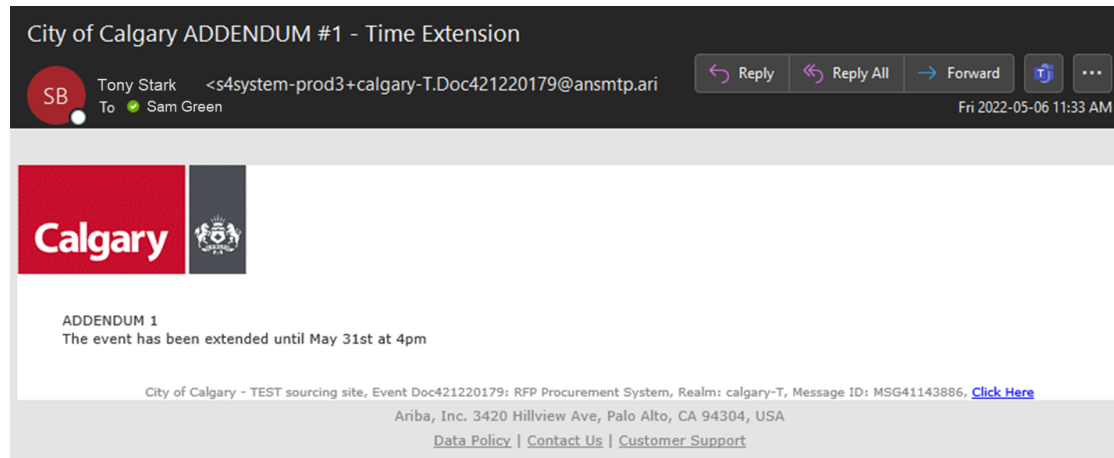 City of Calgary ADDENDUM #1 - Time Extension
SB
Tony Stark <s4system-prod3+calgary-T.Doc421220179@ansmtp.ari
Reply
Reply All
Forward
To Sam Green
Fri 2022-05-06 11:33 AM
Calgary
ADDENDUM 1
The event has been extended until May 31st at 4pm
City of Calgary - TEST sourcing site, Event Doc421220179: RFP Procurement System, Realm: calgary-T, Message ID: MSG41143886, Click Here
Ariba, Inc. 3420 Hillview Ave, Palo Alto, CA 94304, USA
Data Policy | Contact Us | Customer Support